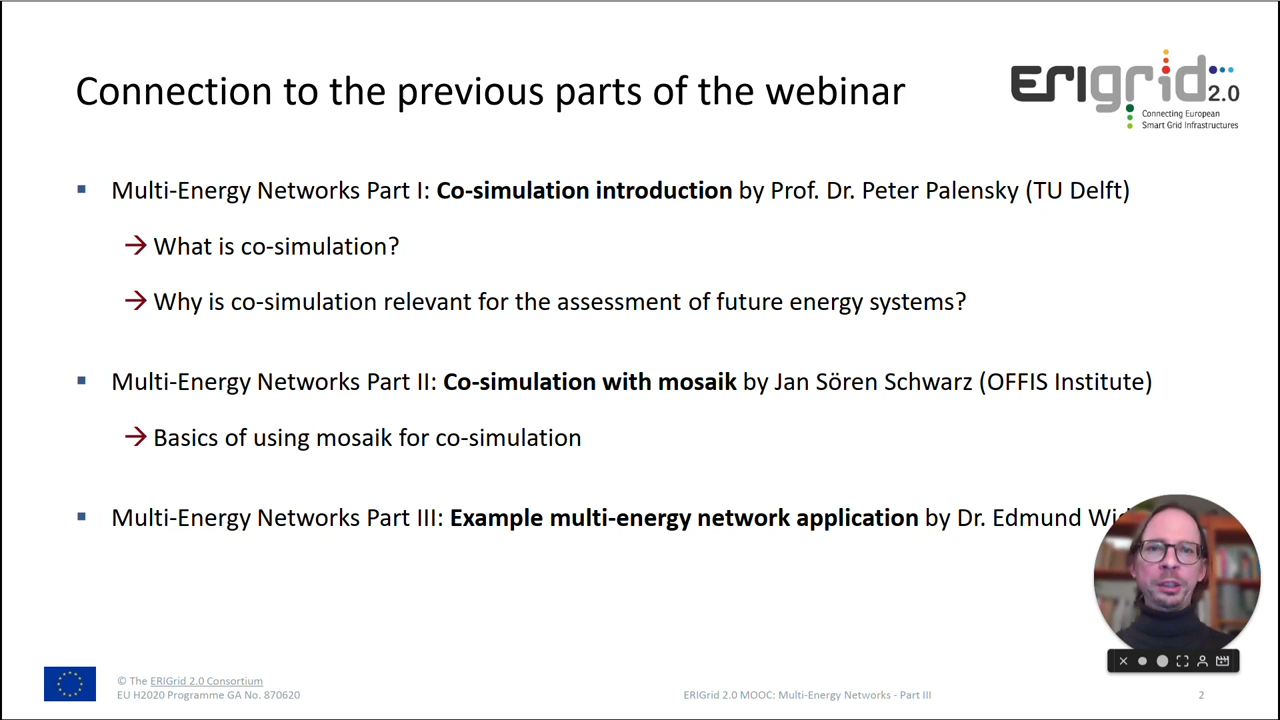 Connection to the previous parts of the webinar
ERIgrid 2.0
Connecting European
Smart Grid Infrastructures
Multi-Energy Networks Part I: Co-simulation introduction by Prof. Dr. Peter Palensky (TU Delft)
What is co-simulation?
Why is co-simulation relevant for the assessment of future energy systems?
Multi-Energy Networks Part II: Co-simulation with mosaik by Jan Sören Schwarz (OFFIS Institute)
Basics of using mosaik for co-simulation
Multi-Energy Networks Part III: Example multi-energy network application by Dr. Edmund
© The ERIGrid 2.0 Consortium
EU H2020 Programme GA No. 870620
ERIGrid 2.0 MOOC: Multi-Energy Networks - Part III
2